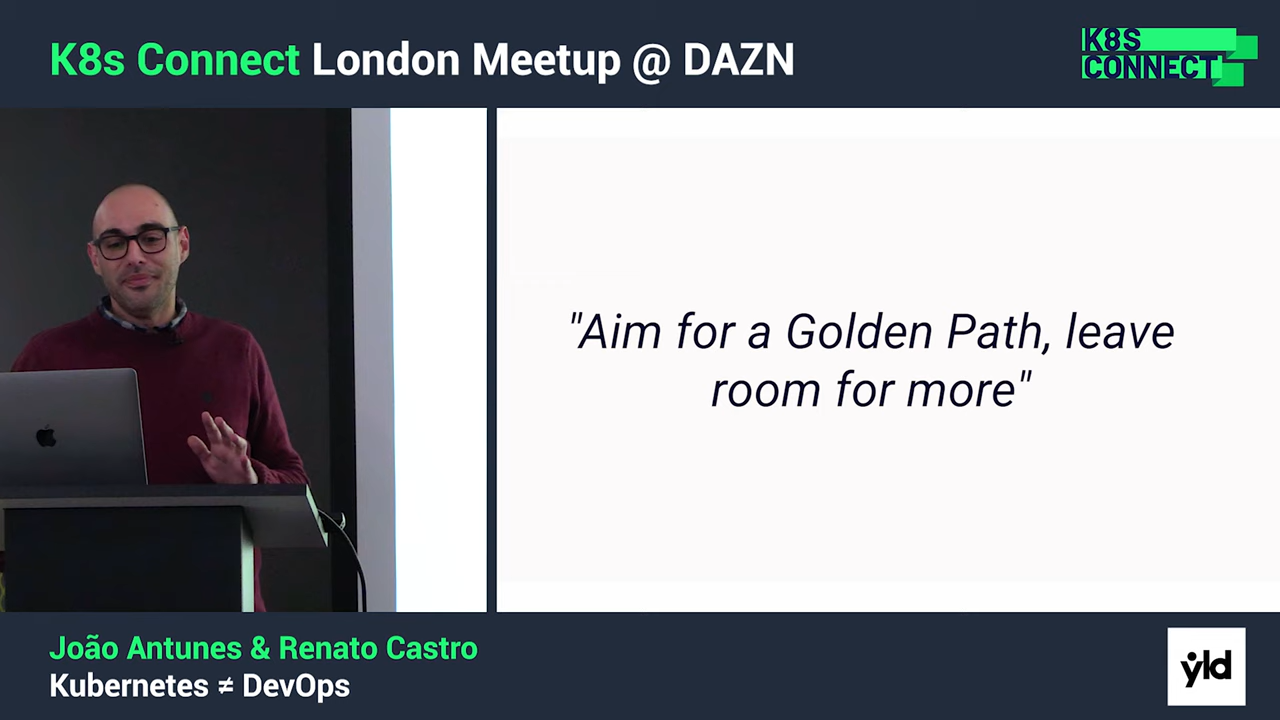 K8s Connect London Meetup @ DAZN
K8S
CONNECT
"Aim for a Golden Path, leave
room for more"
João Antunes & Renato Castro
Kubernetes ≠ DevOps
yld